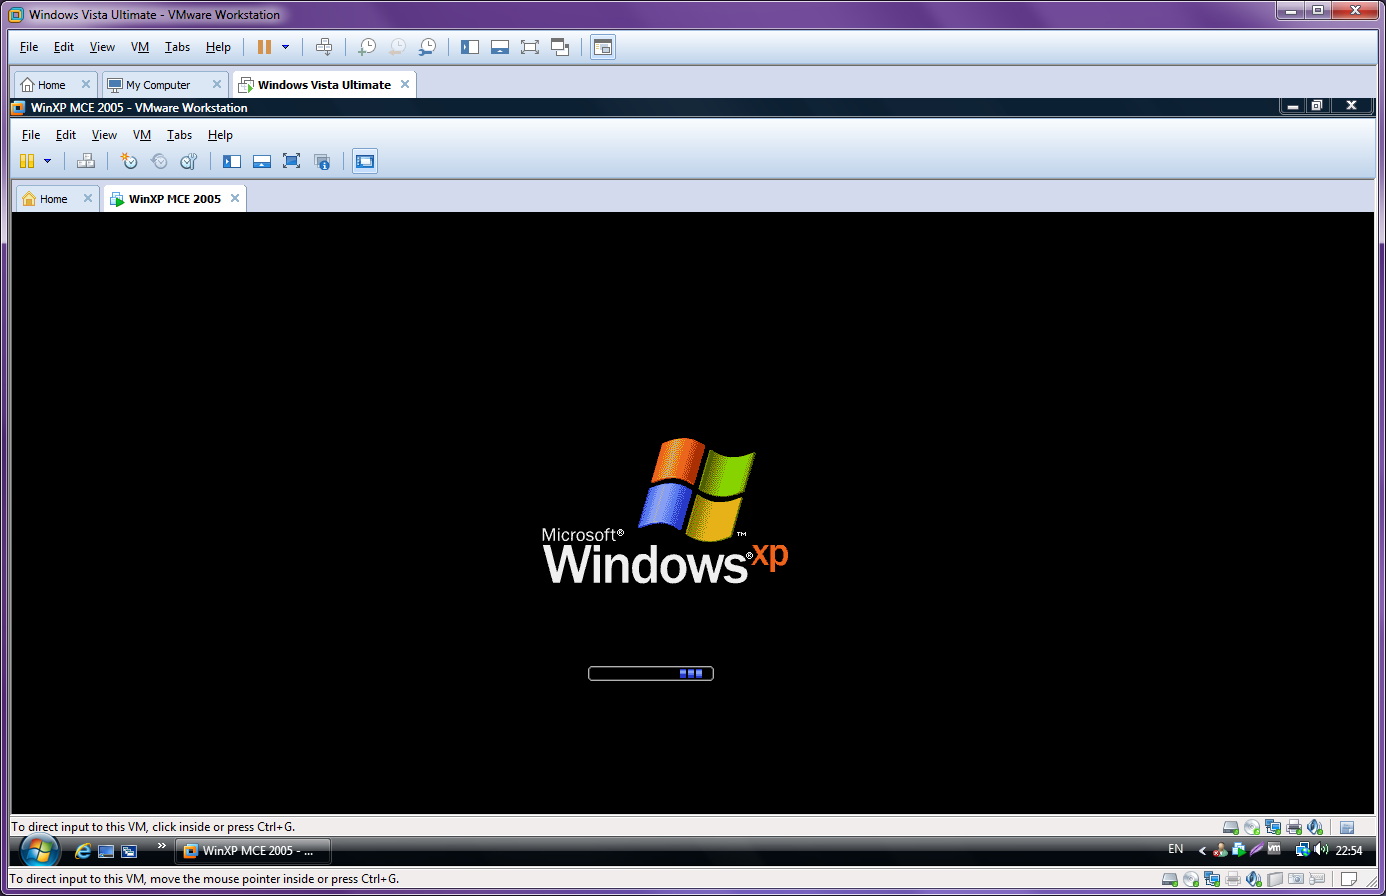 Windows Vista Ultimate - VMware Workstation
File Edit View VM Tabs Help
Home My Computer Windows Vista Ultimate
WinXP MCE 2005 - VMware Workstation
File Edit View VM Tabs Help
Home WinXP MCE 2005
Microsoft®
Windows® xp ™
To direct input to this VM, click inside or press Ctrl+G.
WinXP MCE 2005 - ... EN vm 22:54
To direct input to this VM, move the mouse pointer inside or press Ctrl+G.